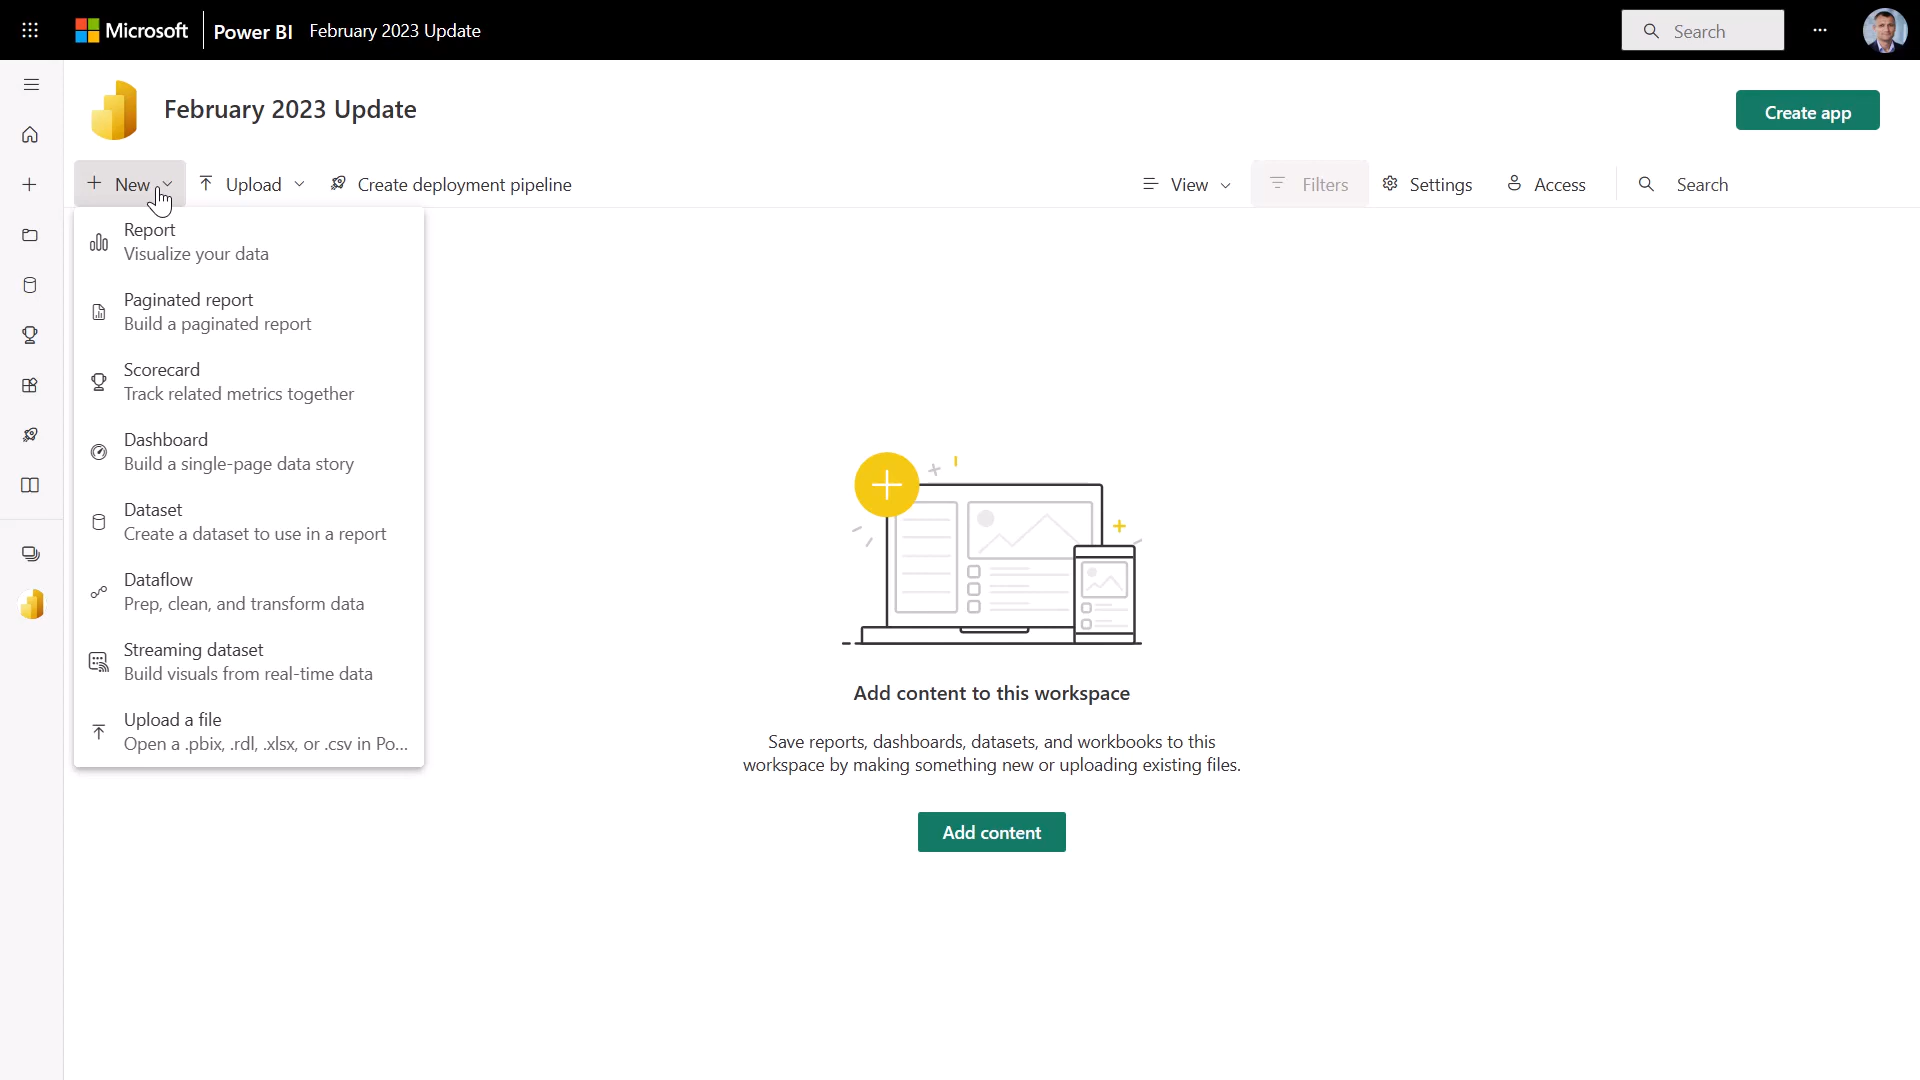 Microsoft Power BI February 2023 Update Search
February 2023 Update
Create app
New Upload Create deployment pipeline View Filters Settings Access Search
Report
Visualize your data
Paginated report
Build a paginated report
Scorecard
Track related metrics together
Dashboard
Build a single-page data story
Dataset
Create a dataset to use in a report
Dataflow
Prep, clean, and transform data
Streaming dataset
Build visuals from real-time data
Upload a file
Open a .pbix, .rdl, .xlsx, or .csv in Po...
Add content to this workspace
Save reports, dashboards, datasets, and workbooks to this
workspace by making something new or uploading existing files.
Add content